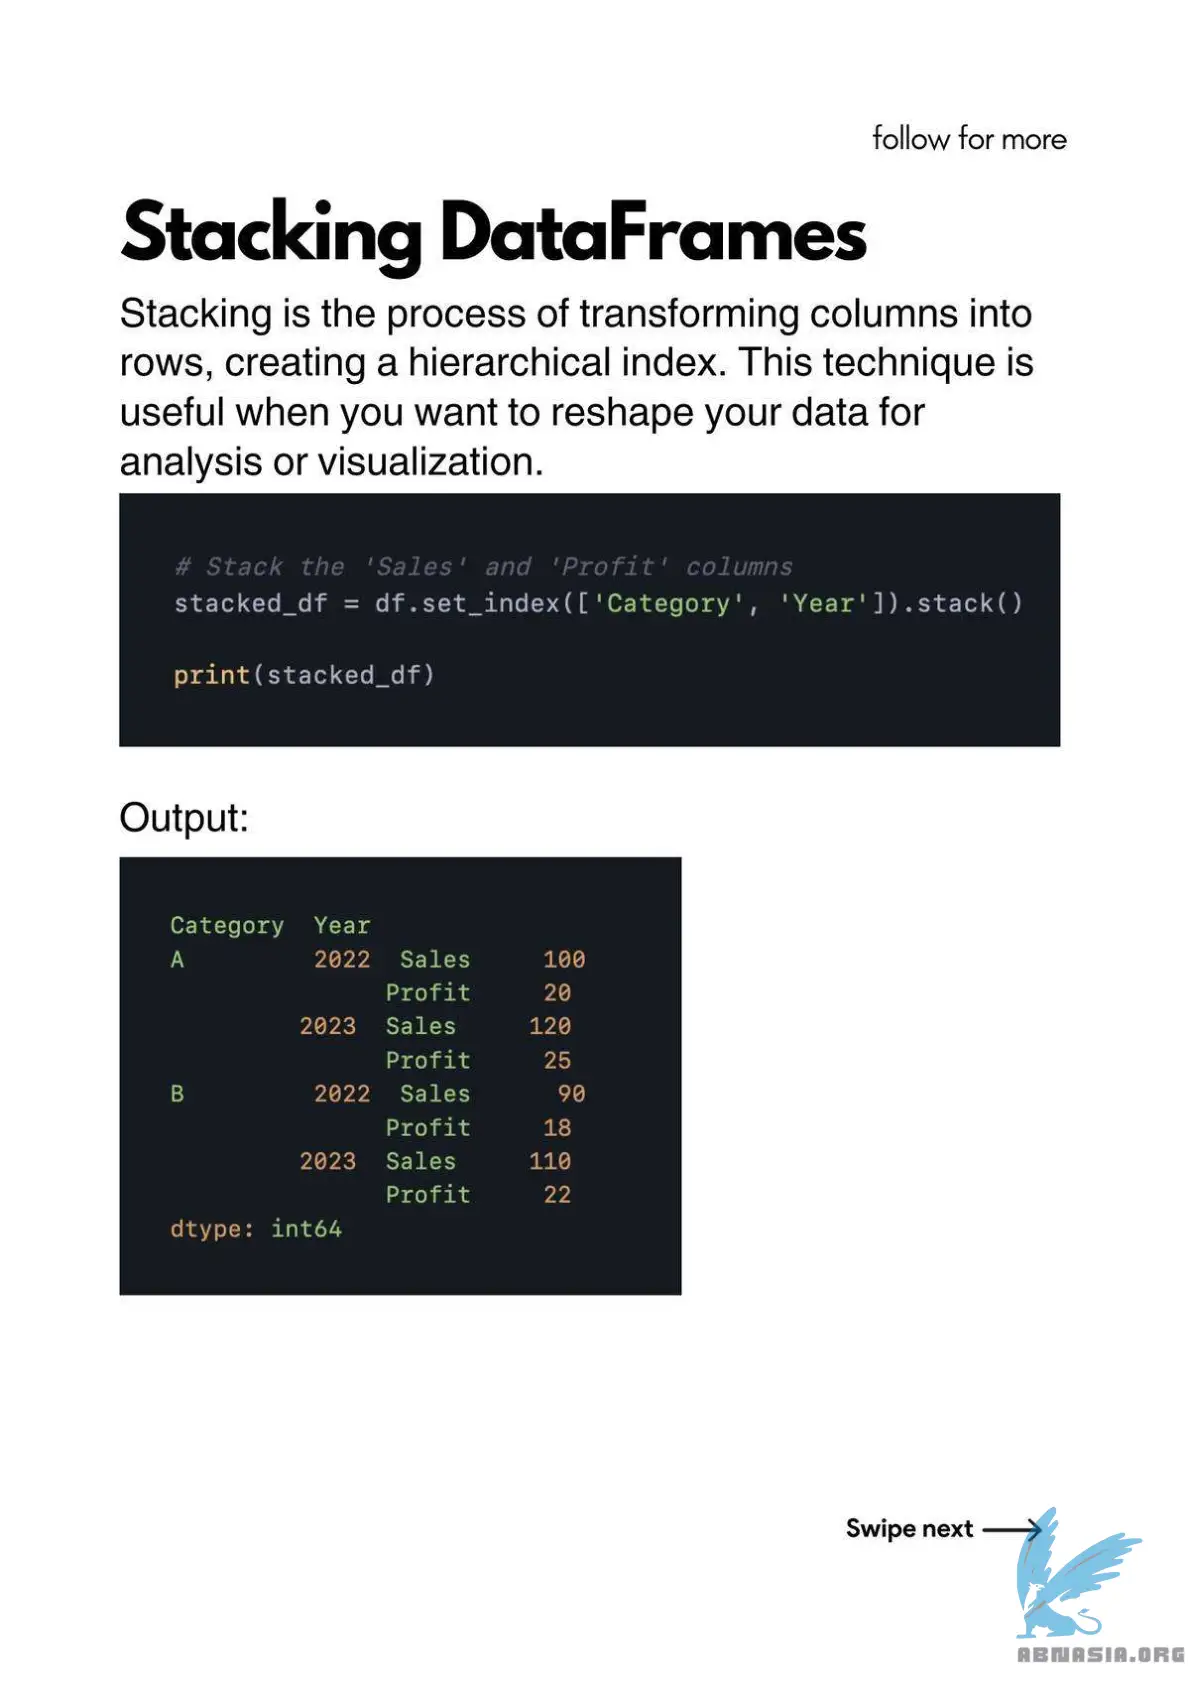 follow for more
Stacking DataFrames
Stacking is the process of transforming columns into
rows, creating a hierarchical index. This technique is
useful when you want to reshape your data for
analysis or visualization.
# Stack the 'Sales' and 'Profit' columns
stacked_df = df.set_index(['Category', 'Year']).stack()
print(stacked_df)
Output:
Category  Year
A         2022  Sales     100
               Profit     20
         2023  Sales     120
               Profit     25
B         2022  Sales      90
               Profit     18
         2023  Sales     110
               Profit     22
dtype: int64
Swipe next
ABNASIA.ORG